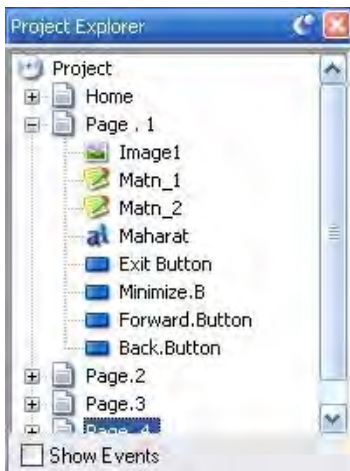 Project Explorer
Project
Home
Page . 1
Image1
Matn_1
Matn_2
Maharat
Exit Button
Minimize.B
Forward.Button
Back.Button
Page.2
Page.3
Show Events